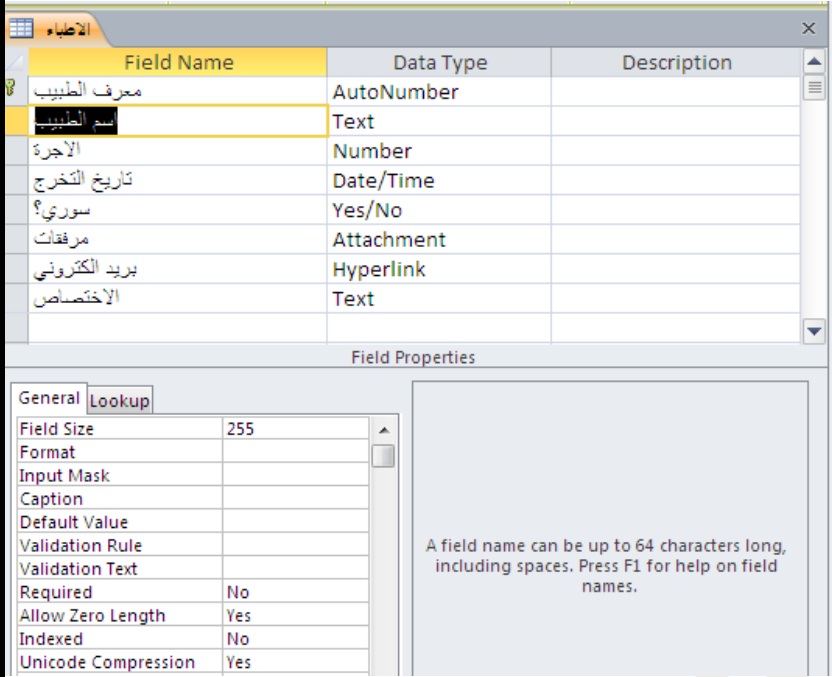 الاطباء
Field Name Data Type Description
معرف الطبيب AutoNumber
اسم الطبيب Text
الاجرة Number
تاريخ التخرج Date/Time
سوري؟ Yes/No
مرفقات Attachment
بريد الكتروني Hyperlink
الاختصاص Text
Field Properties
General Lookup
Field Size 255
Format
Input Mask
Caption
Default Value
Validation Rule
Validation Text
Required No
Allow Zero Length Yes
Indexed No
Unicode Compression Yes
A field name can be up to 64 characters long,
including spaces. Press F1 for help on field
names.